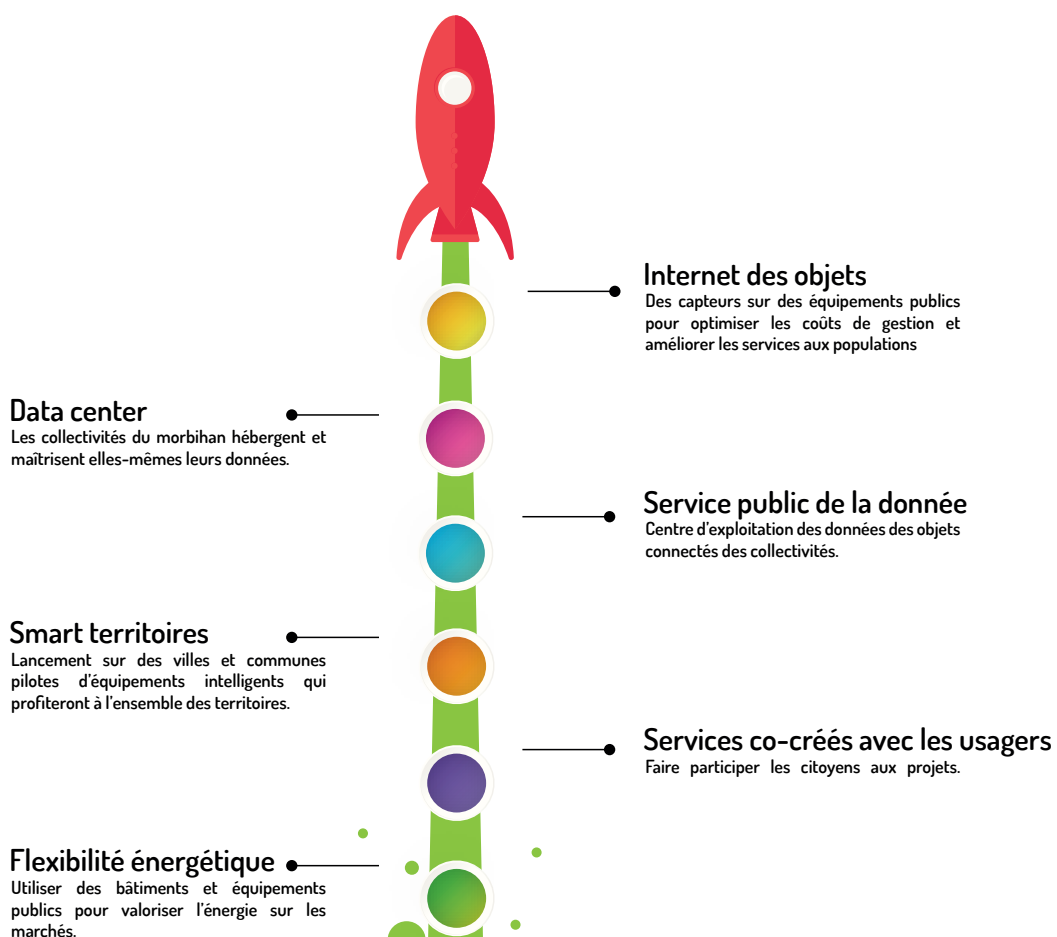 Internet des objets
Des capteurs sur des équipements publics
pour optimiser les coûts de gestion et
améliorer les services aux populations
Data center
Les collectivités du morbihan hébergent et
maîtrisent elles-mêmes leurs données.
Service public de la donnée
Centre d'exploitation des données des objets
connectés des collectivités.
Smart territoires
Lancement sur des villes et communes
pilotes d'équipements intelligents qui
profiteront à l'ensemble des territoires.
Services co-créés avec les usagers
Faire participer les citoyens aux projets.
Flexibilité énergétique
Utiliser des bâtiments et équipements
publics pour valoriser l'énergie sur les
marchés.